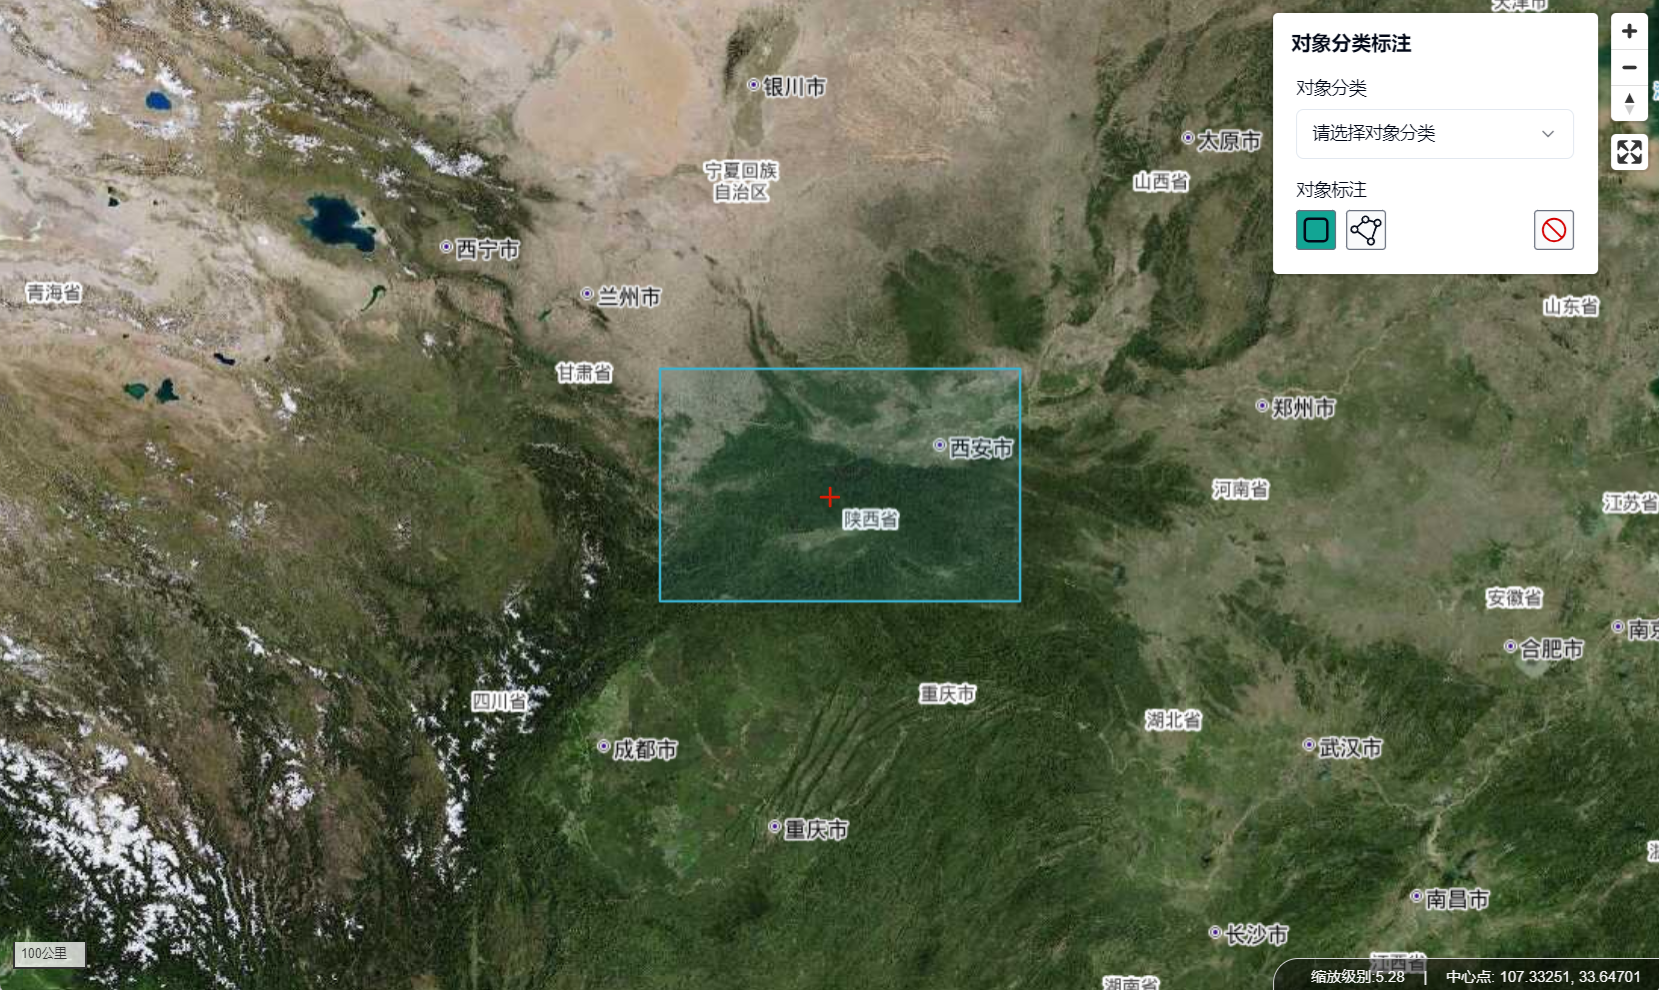 天津市
对象分类标注
对象分类
请选择对象分类
对象标注
银川市
太原市
宁夏回族
自治区
山西省
西宁市
青海省
兰州市
山东省
甘肃省
郑州市
西安市
河南省
江苏省
陕西省
安徽省
南京
合肥市
四川省
重庆市
湖北省
成都市
武汉市
重庆市
南昌市
长沙市
江西省
湖南省
100公里
缩放级别:5.28 | 中心点: 107.33251, 33.64701